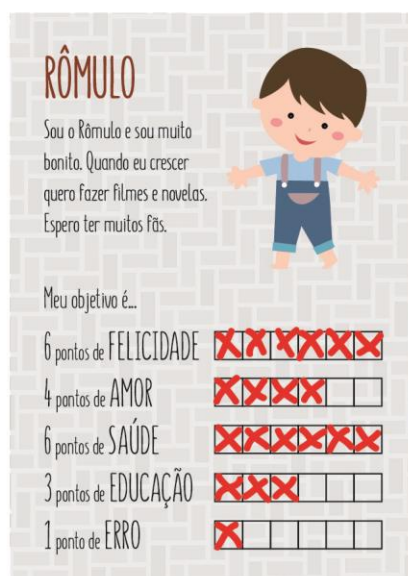 RÔMULO
Sou o Rômulo e sou muito
bonito. Quando eu crescer
quero fazer filmes e novelas.
Espero ter muitos fãs.
Meu objetivo é...
6 pontos de FELICIDADE
4 pontos de AMOR
6 pontos de SAÚDE
3 pontos de EDUCAÇÃO
1 ponto de ERRO